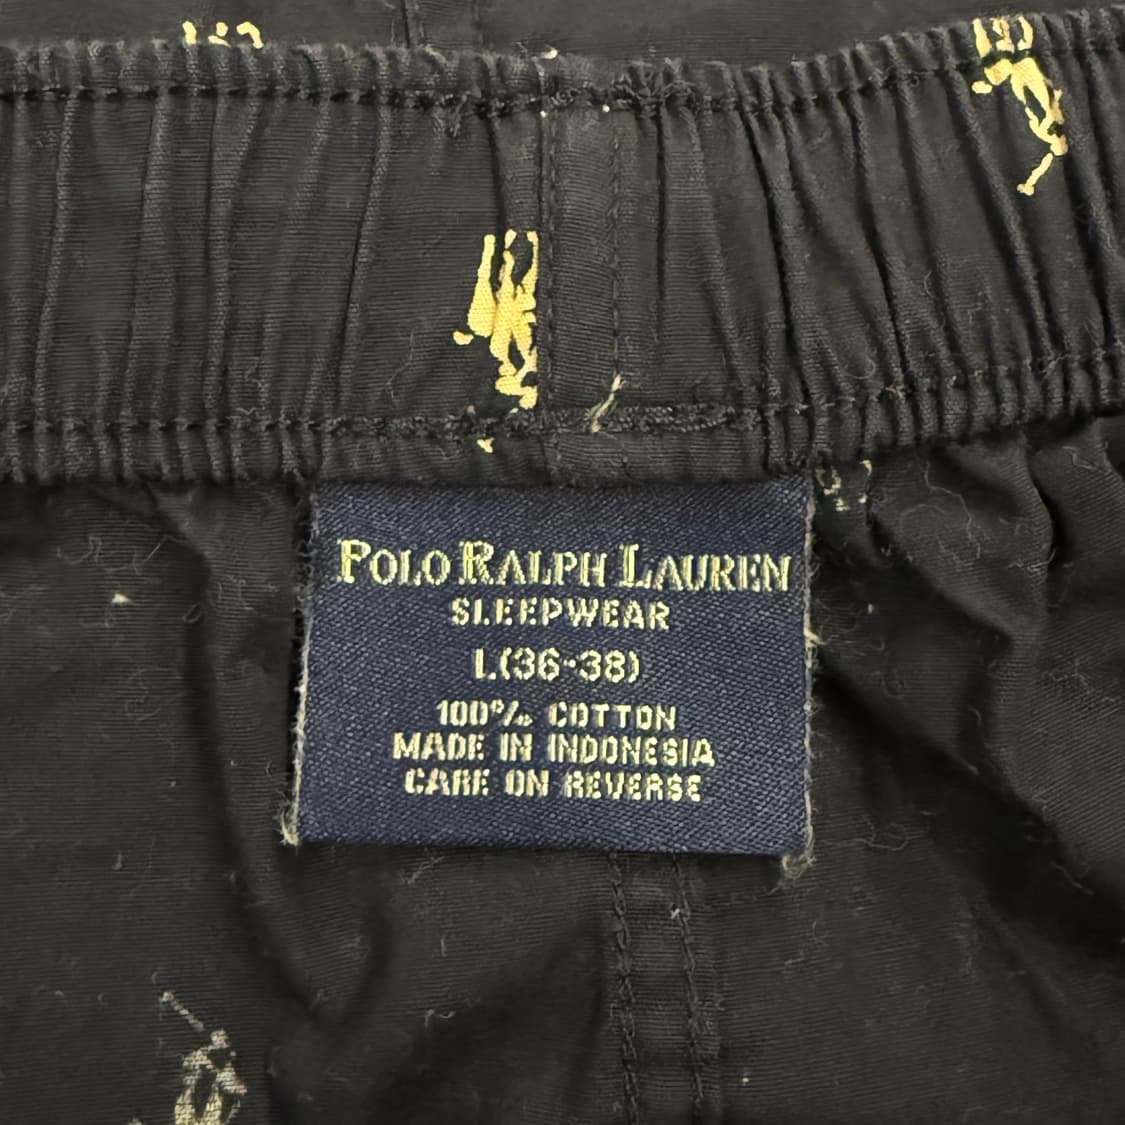 POLO RALPH LAUREN
SLEEPWEAR
L(36-38)
100% COTTON
MADE IN INDONESIA
CARE ON REVERSE